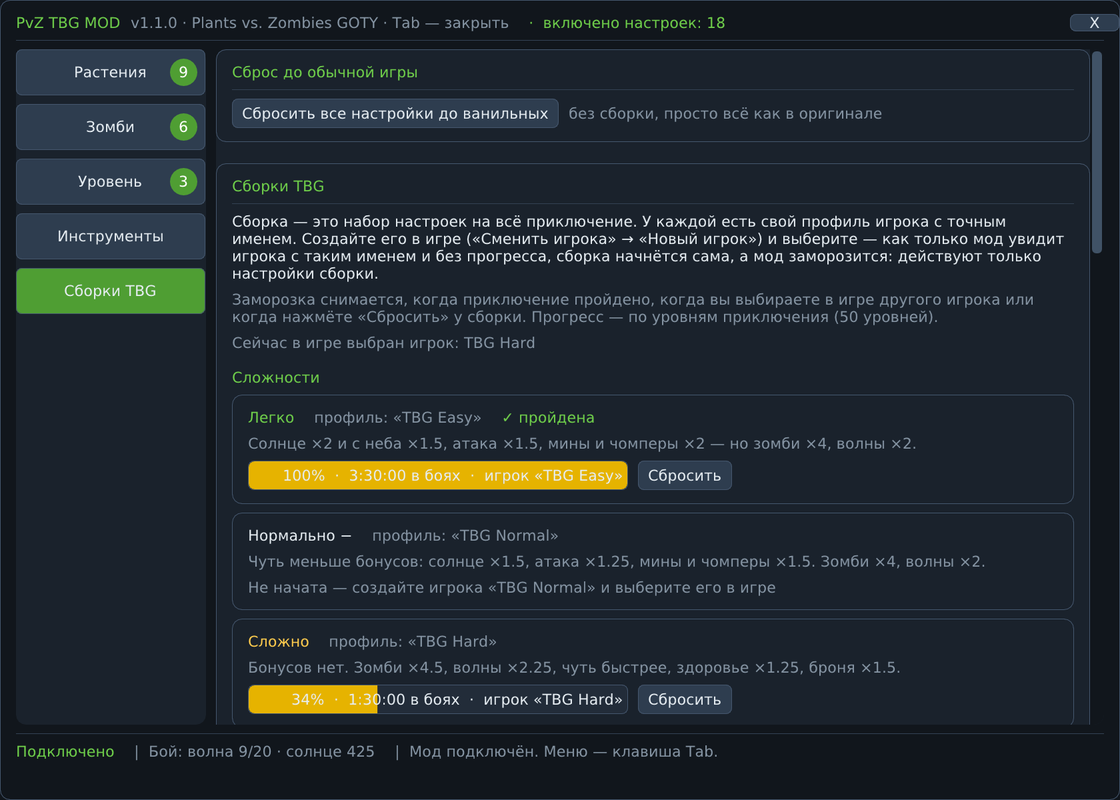 PvZ TBG MOD v1.1.0 · Plants vs. Zombies GOTY · Tab — закрыть · включено настроек: 18 X
Растения 9
Зомби 6
Уровень 3
Инструменты
Сборки TBG
Сброс до обычной игры
Сбросить все настройки до ванильных без сборки, просто всё как в оригинале
Сборки TBG
Сборка — это набор настроек на всё приключение. У каждой есть свой профиль игрока с точным
именем. Создайте его в игре («Сменить игрока» → «Новый игрок») и выберите — как только мод увидит
игрока с таким именем и без прогресса, сборка начнётся сама, а мод заморозится: действуют только
настройки сборки.
Заморозка снимается, когда приключение пройдено, когда вы выбираете в игре другого игрока или
когда нажмёте «Сбросить» у сборки. Прогресс — по уровням приключения (50 уровней).
Сейчас в игре выбран игрок: TBG Hard
Сложности
Легко профиль: «TBG Easy» ✓ пройдена
Солнце ×2 и с неба ×1.5, атака ×1.5, мины и чомперы ×2 — но зомби ×4, волны ×2.
100% · 3:30:00 в боях · игрок «TBG Easy» Сбросить
Нормально − профиль: «TBG Normal»
Чуть меньше бонусов: солнце ×1.5, атака ×1.25, мины и чомперы ×1.5. Зомби ×4, волны ×2.
Не начата — создайте игрока «TBG Normal» и выберите его в игре
Сложно профиль: «TBG Hard»
Бонусов нет. Зомби ×4.5, волны ×2.25, чуть быстрее, здоровье ×1.25, броня ×1.5.
34% · 1:30:00 в боях · игрок «TBG Hard» Сбросить
Подключено | Бой: волна 9/20 · солнце 425 | Мод подключён. Меню — клавиша Tab.